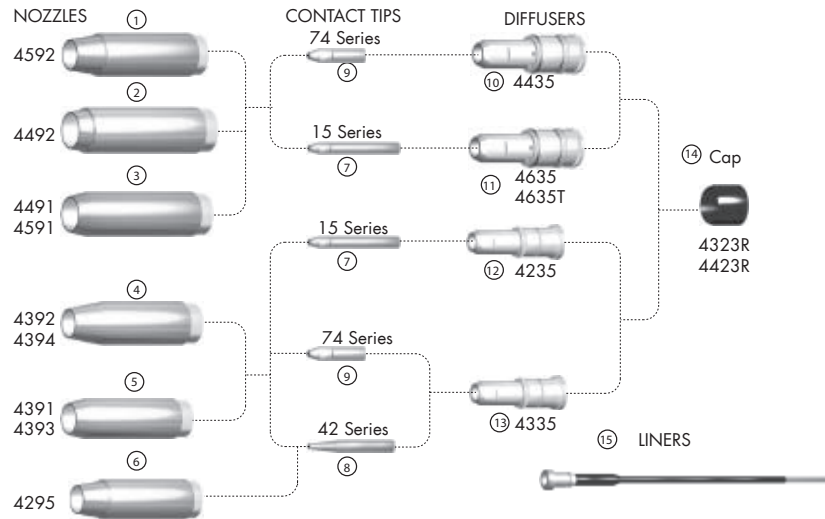 NOZZLES
CONTACT TIPS
DIFFUSERS
1
4592
74 Series
9
10 4435
2
4492
15 Series
7
11
4635
4635T
14 Cap
4323R
4423R
3
4491
4591
15 Series
7
12 4235
4
4392
4394
74 Series
9
13 4335
5
4391
4393
42 Series
8
6
4295
15 LINERS